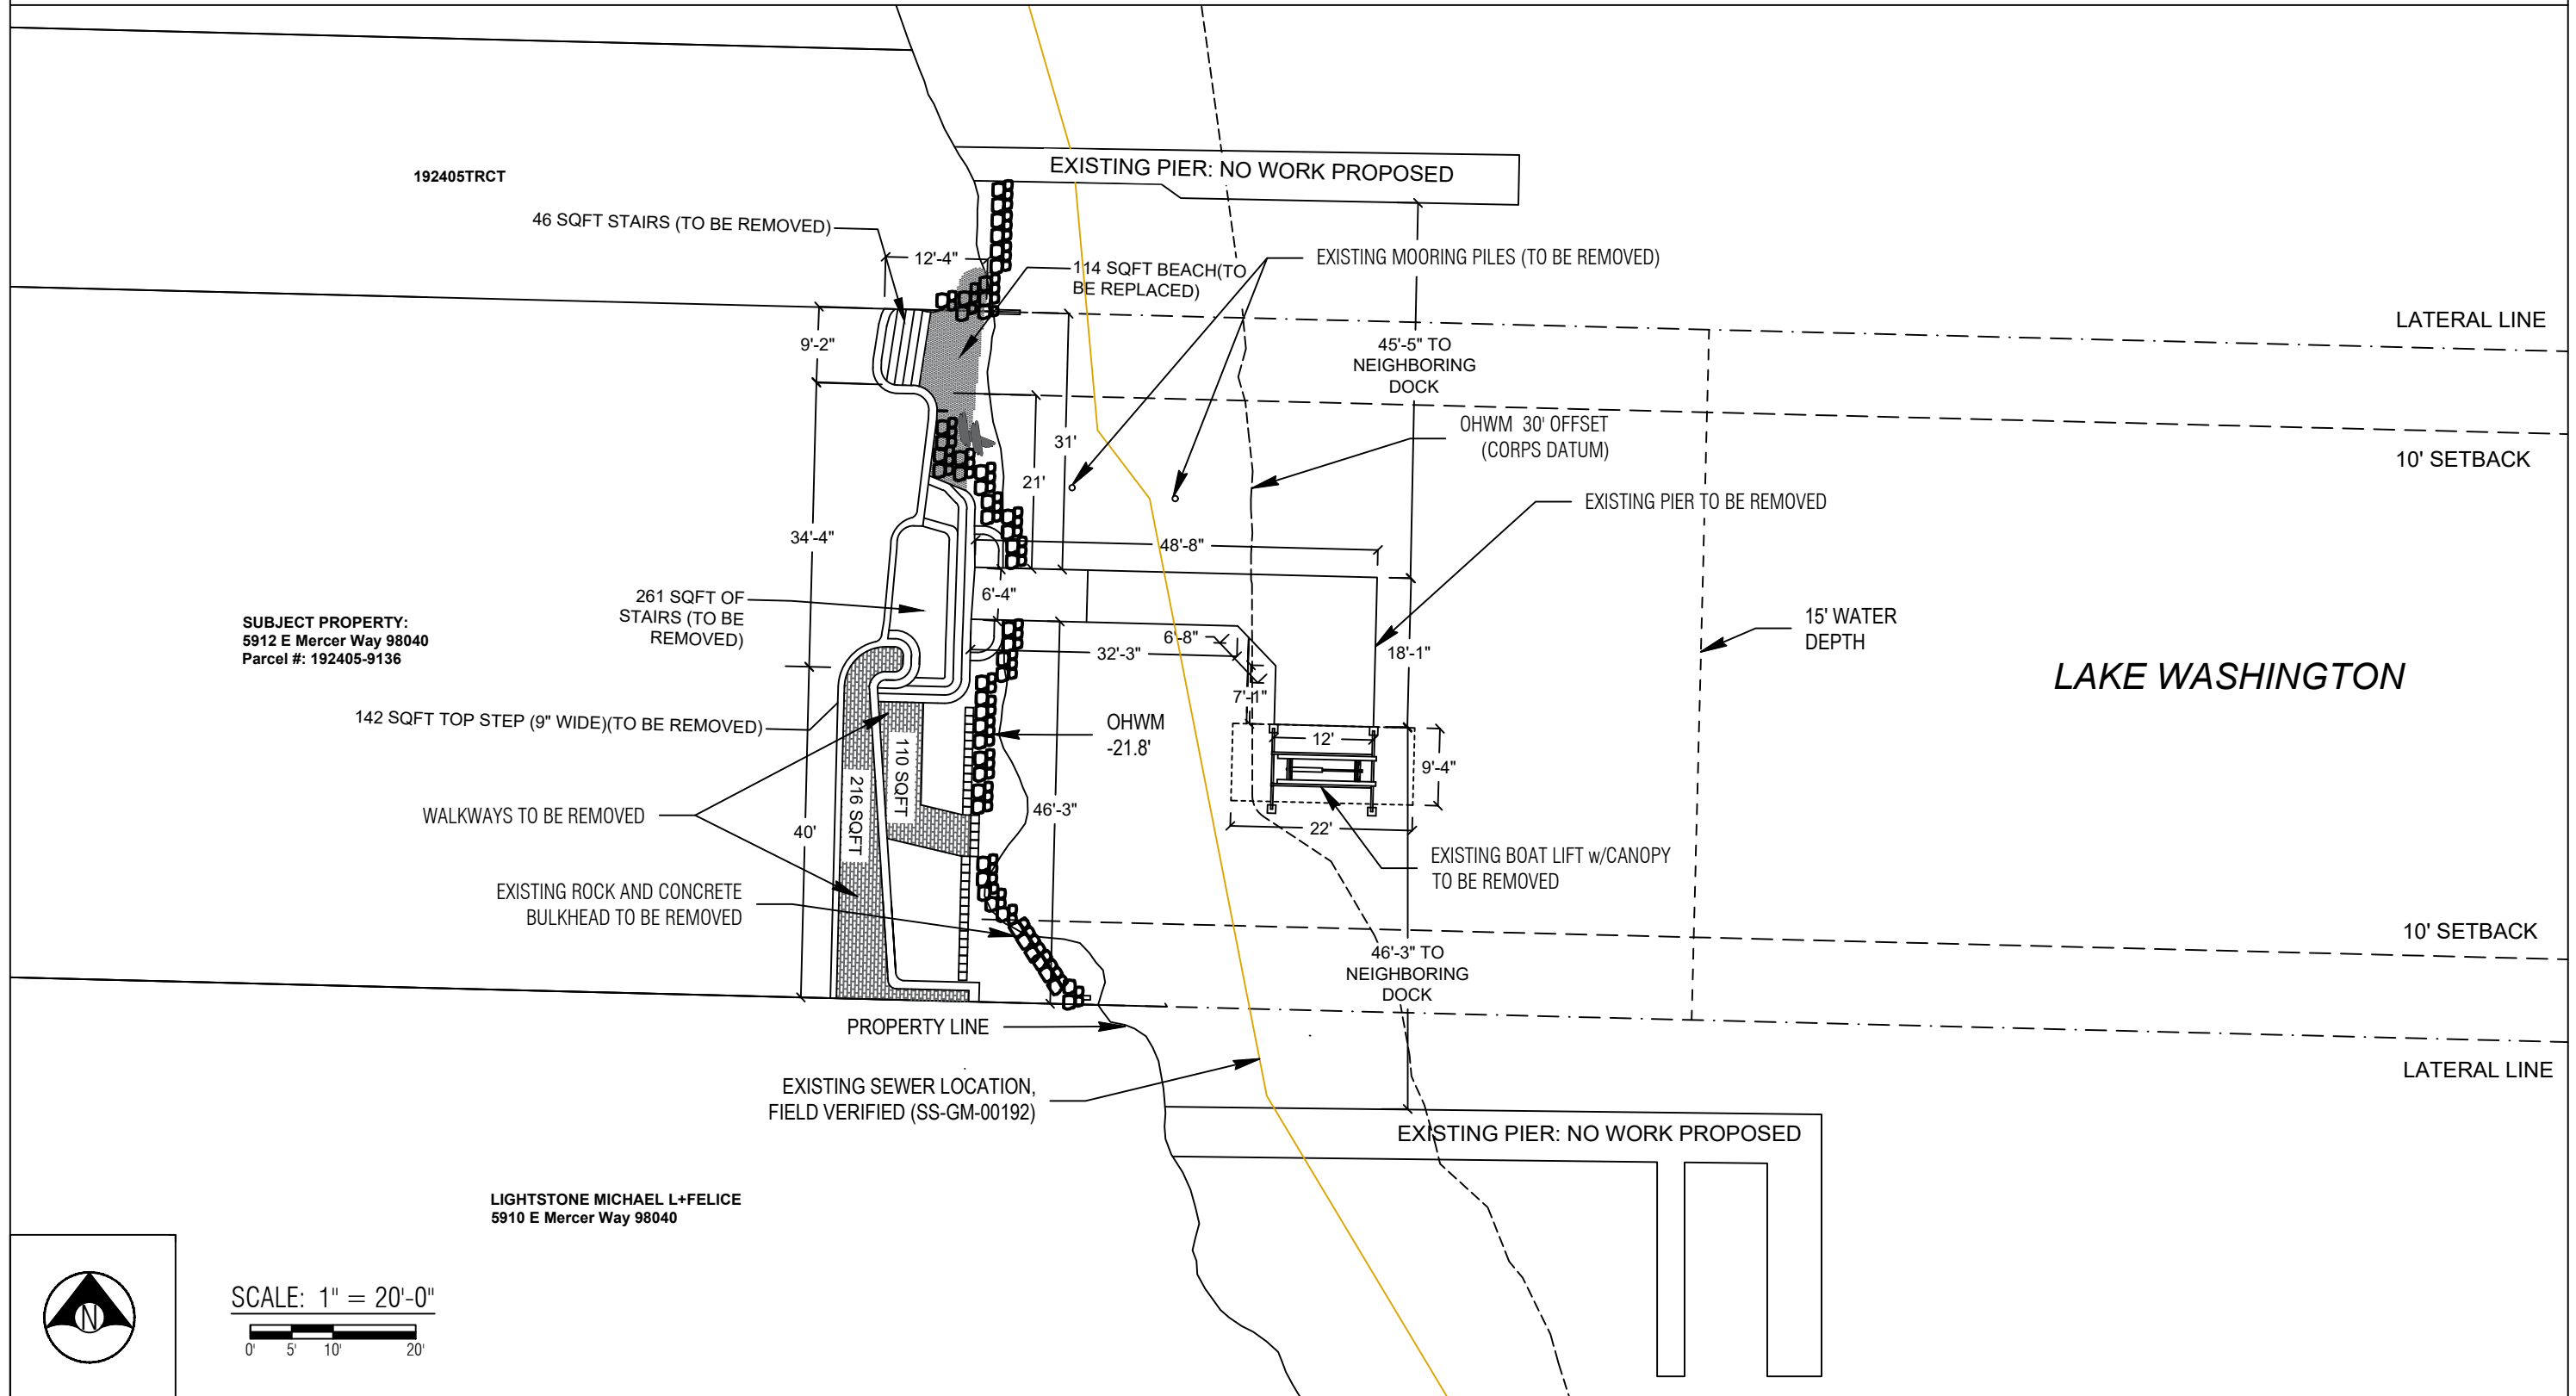 EXISTING PIER: NO WORK PROPOSED
192405TRCT
46 SQFT STAIRS (TO BE REMOVED)
12'-4"
114 SQFT BEACH(TO
BE REPLACED)
EXISTING MOORING PILES (TO BE REMOVED)
LATERAL LINE
9'-2"
45'-5" TO
NEIGHBORING
DOCK
31'
21'
OHWM  30' OFFSET
(CORPS DATUM)
10' SETBACK
EXISTING PIER TO BE REMOVED
34'-4"
48'-8"
261 SQFT OF
STAIRS (TO BE
REMOVED)
6'-4"
SUBJECT PROPERTY:
5912 E Mercer Way 98040
Parcel #: 192405-9136
6'-8"
32'-3"
18'-1"
15' WATER
DEPTH
LAKE WASHINGTON
7'-1"
142 SQFT TOP STEP (9" WIDE)(TO BE REMOVED)
OHWM
-21.8'
12'
9'-4"
110 SQFT
216 SQFT
WALKWAYS TO BE REMOVED
46'-3"
40'
22'
EXISTING BOAT LIFT w/CANOPY
TO BE REMOVED
EXISTING ROCK AND CONCRETE
BULKHEAD TO BE REMOVED
10' SETBACK
46'-3" TO
NEIGHBORING
DOCK
PROPERTY LINE
LATERAL LINE
EXISTING SEWER LOCATION,
FIELD VERIFIED (SS-GM-00192)
EXISTING PIER: NO WORK PROPOSED
LIGHTSTONE MICHAEL L+FELICE
5910 E Mercer Way 98040
N
SCALE: 1" = 20'-0"
0' 5' 10' 20'